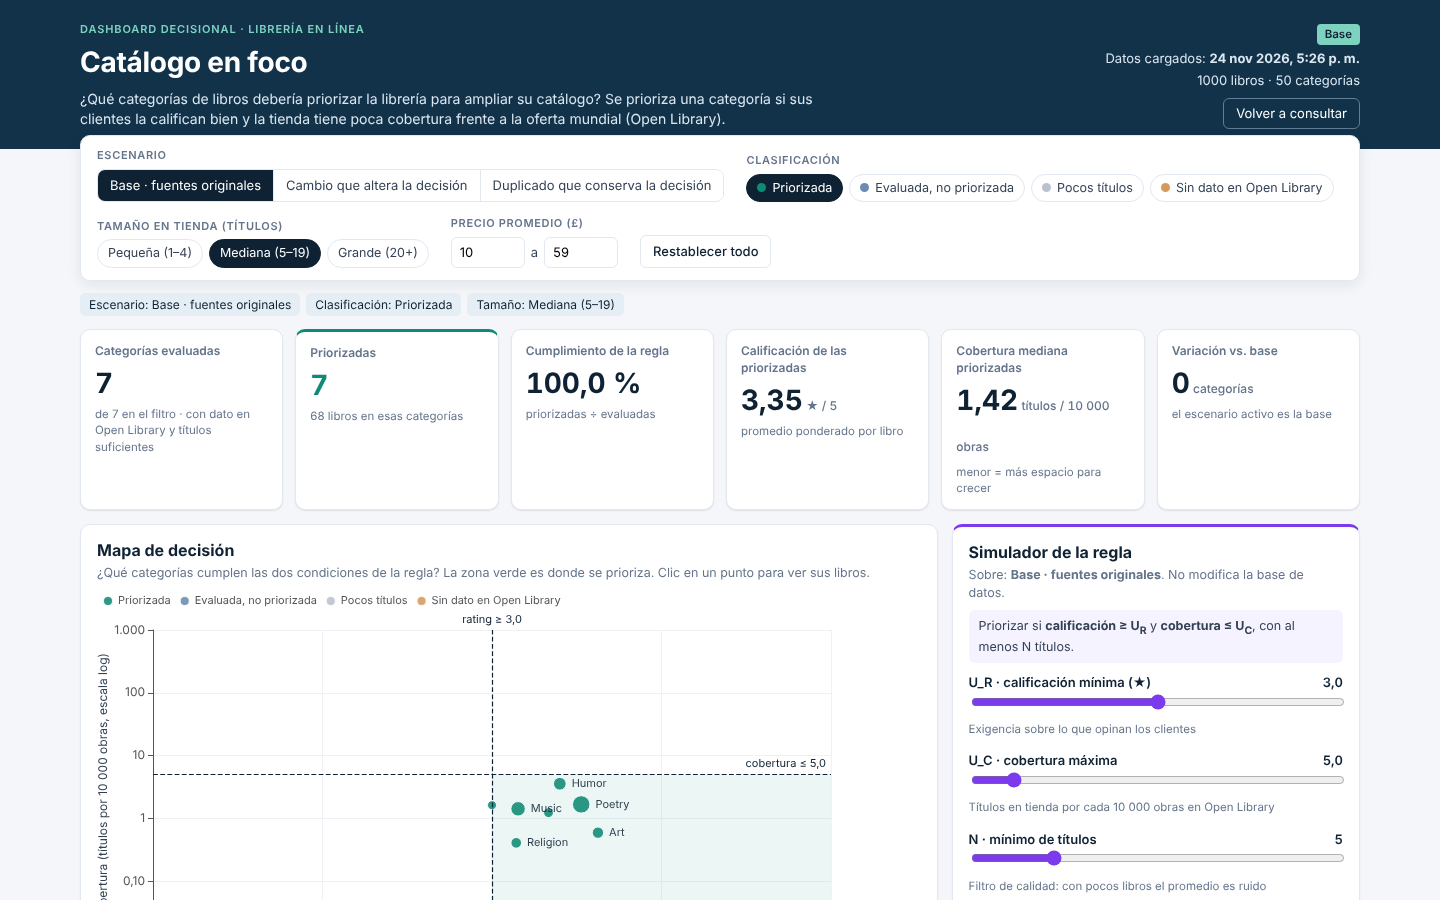 DASHBOARD DECISIONAL · LIBRERÍA EN LÍNEA
Catálogo en foco
¿Qué categorías de libros debería priorizar la librería para ampliar su catálogo? Se prioriza una categoría si sus
clientes la califican bien y la tienda tiene poca cobertura frente a la oferta mundial (Open Library).
Base
Datos cargados: 24 nov 2026, 5:26 p. m.
1000 libros · 50 categorías
Volver a consultar
ESCENARIO
Base · fuentes originales
Cambio que altera la decisión
Duplicado que conserva la decisión
CLASIFICACIÓN
Priorizada
Evaluada, no priorizada
Pocos títulos
Sin dato en Open Library
TAMAÑO EN TIENDA (TÍTULOS)
Pequeña (1–4)
Mediana (5–19)
Grande (20+)
PRECIO PROMEDIO (£)
10 a 59
Restablecer todo
Escenario: Base · fuentes originales
Clasificación: Priorizada
Tamaño: Mediana (5–19)
Categorías evaluadas
7
de 7 en el filtro · con dato en
Open Library y títulos
suficientes
Priorizadas
7
68 libros en esas categorías
Cumplimiento de la regla
100,0 %
priorizadas ÷ evaluadas
Calificación de las
priorizadas
3,35 ★ / 5
promedio ponderado por libro
Cobertura mediana
priorizadas
1,42 títulos / 10 000
obras
menor = más espacio para
crecer
Variación vs. base
0 categorías
el escenario activo es la base
Mapa de decisión
¿Qué categorías cumplen las dos condiciones de la regla? La zona verde es donde se prioriza. Clic en un punto para ver sus libros.
Priorizada
Evaluada, no priorizada
Pocos títulos
Sin dato en Open Library
rating ≥ 3,0
1.000
100
10
1
0,10
cobertura ≤ 5,0
Humor
Music
Poetry
Art
Religion
bertura (títulos por 10 000 obras, escala log)
Simulador de la regla
Sobre: Base · fuentes originales. No modifica la base de
datos.
Priorizar si calificación ≥ U_R y cobertura ≤ U_C, con al
menos N títulos.
U_R · calificación mínima (★) 3,0
Exigencia sobre lo que opinan los clientes
U_C · cobertura máxima 5,0
Títulos en tienda por cada 10 000 obras en Open Library
N · mínimo de títulos 5
Filtro de calidad: con pocos libros el promedio es ruido